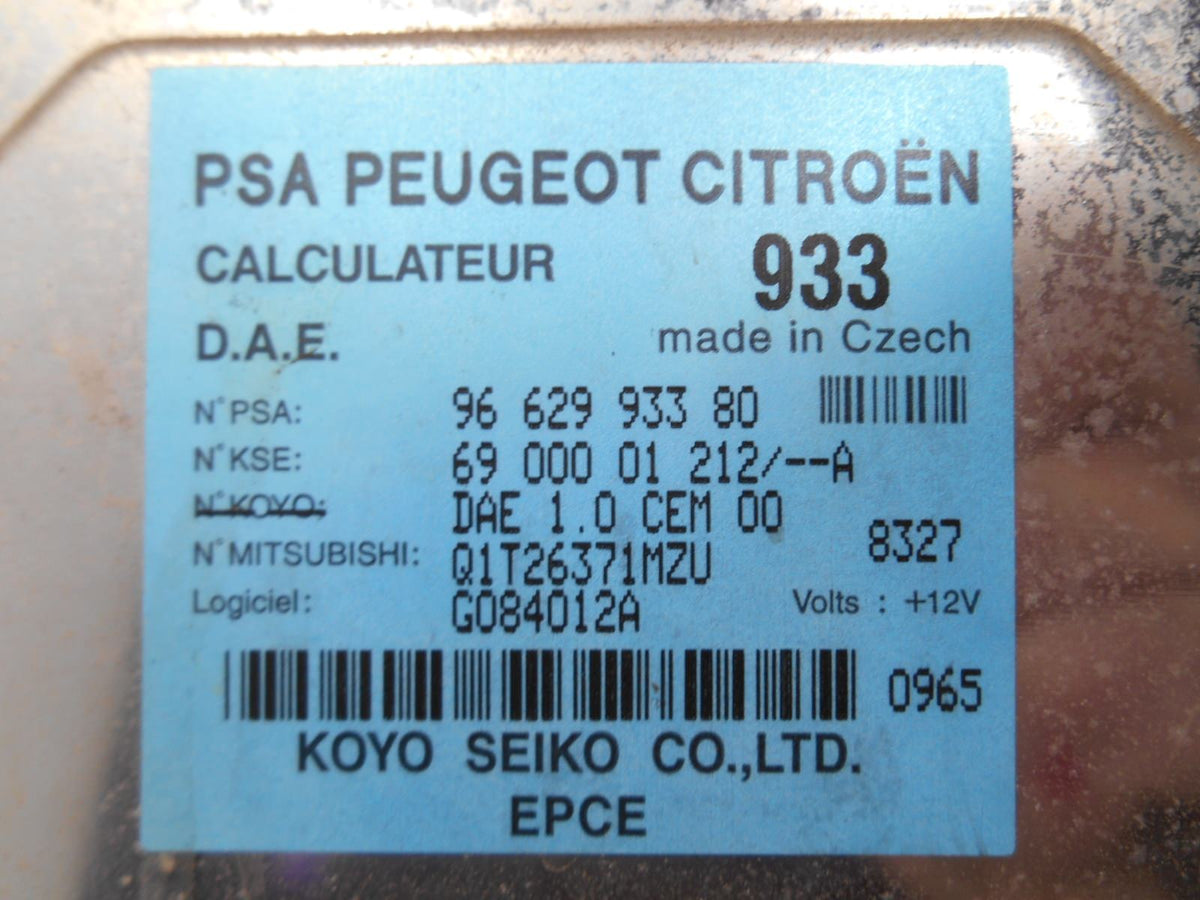 PSA PEUGEOT CITROËN
CALCULATEUR 933
D.A.E. made in Czech
N°PSA: 96 629 933 80
N°KSE: 69 000 01 212/--A
N°KOYO: DAE 1.0 CEM 00
8327
N°MITSUBISHI: Q1T26371MZU
Logiciel: G084012A Volts : +12V
0965
KOYO SEIKO CO.,LTD.
EPCE